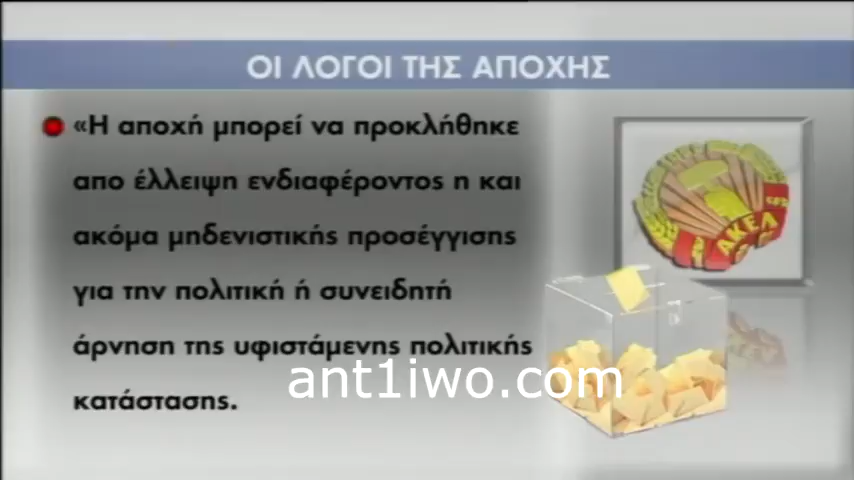 ΟΙ ΛΟΓΟΙ ΤΗΣ ΑΠΟΧΗΣ
«Η αποχή μπορεί να προκλήθηκε
απο έλλειψη ενδιαφέροντος η και
ακόμα μηδενιστικής προσέγγισης
για την πολιτική ή συνειδητή
άρνηση της υφιστάμενης πολιτικής
κατάστασης.
ΑΚΕΛ
ant1iwo.com